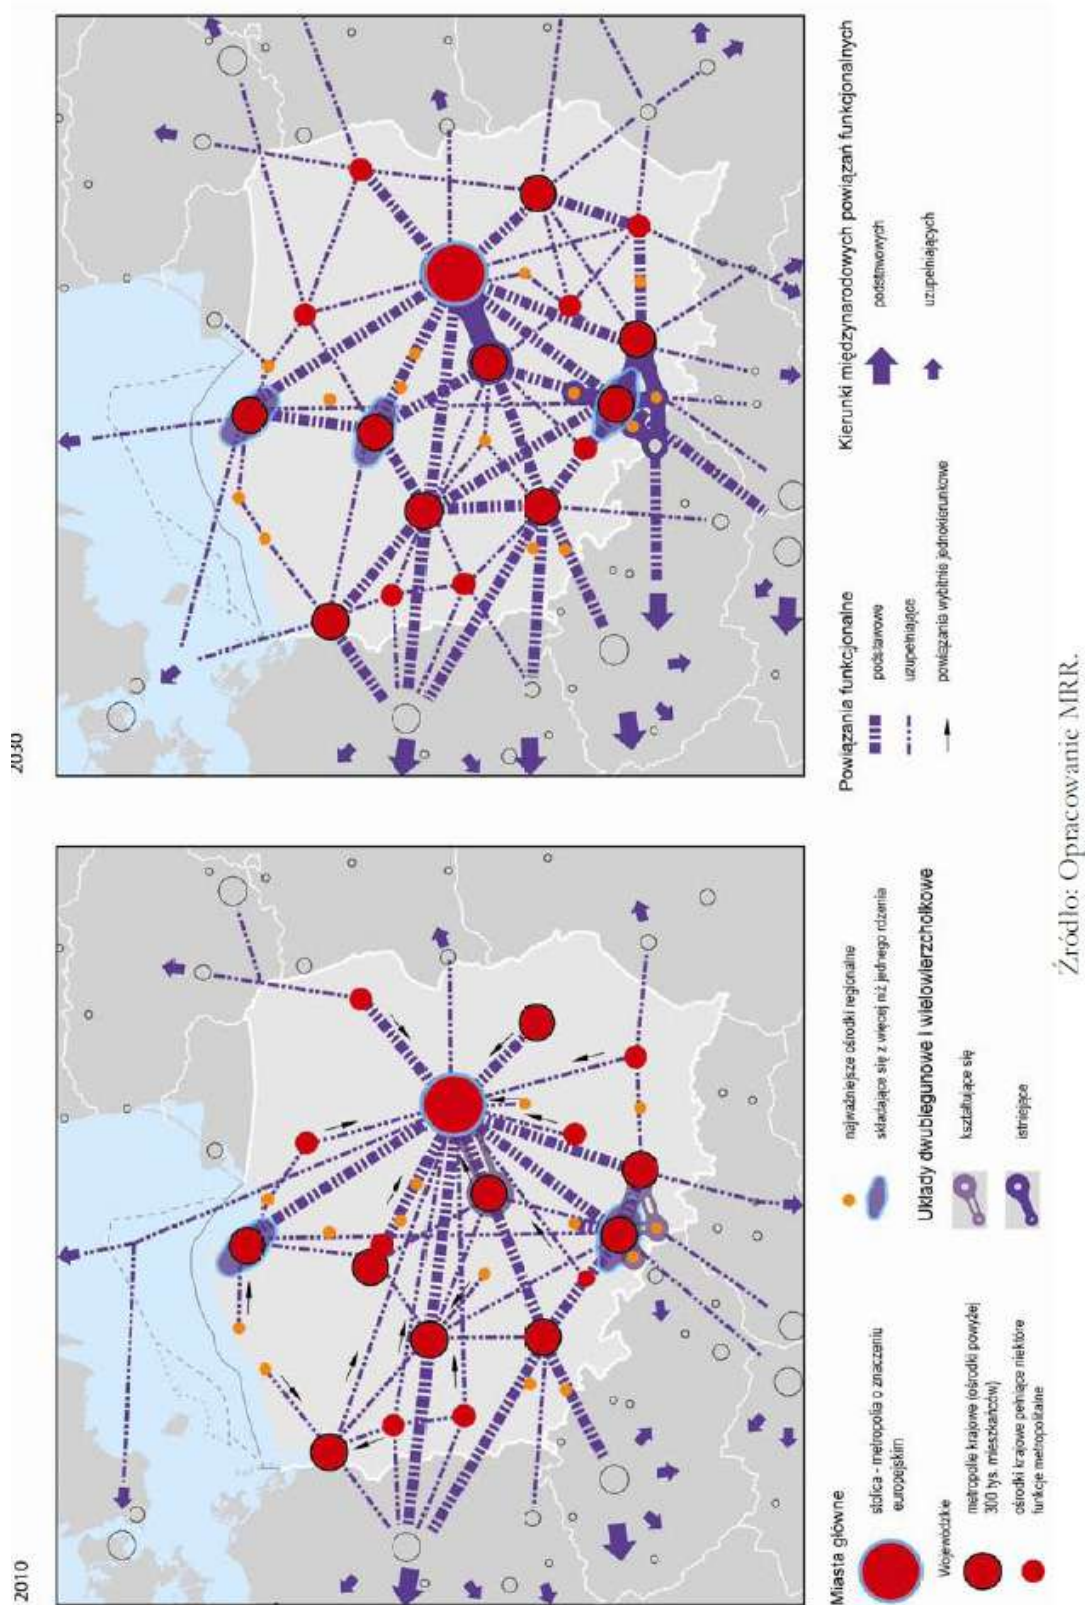 2010
2030
Miasta główne
stolica - metropolia o znaczeniu
europejskim
Wojewódzkie
metropolie krajowe (ośrodki powyżej
300 tys. mieszkańców)
ośrodki krajowe pełniące niektóre
funkcje metropolitalne
najważniejsze ośrodki regionalne
składające się z więcej niż jednego rdzenia
Układy dwubiegunowe i wielowierzchołkowe
kształtujące się
istniejące
Powiązania funkcjonalne
podstawowe
uzupełniające
powiązania wybitnie jednokierunkowe
Kierunki międzynarodowych powiązań funkcjonalnych
podstawowych
uzupełniających
Źródło: Opracowanie MRR.